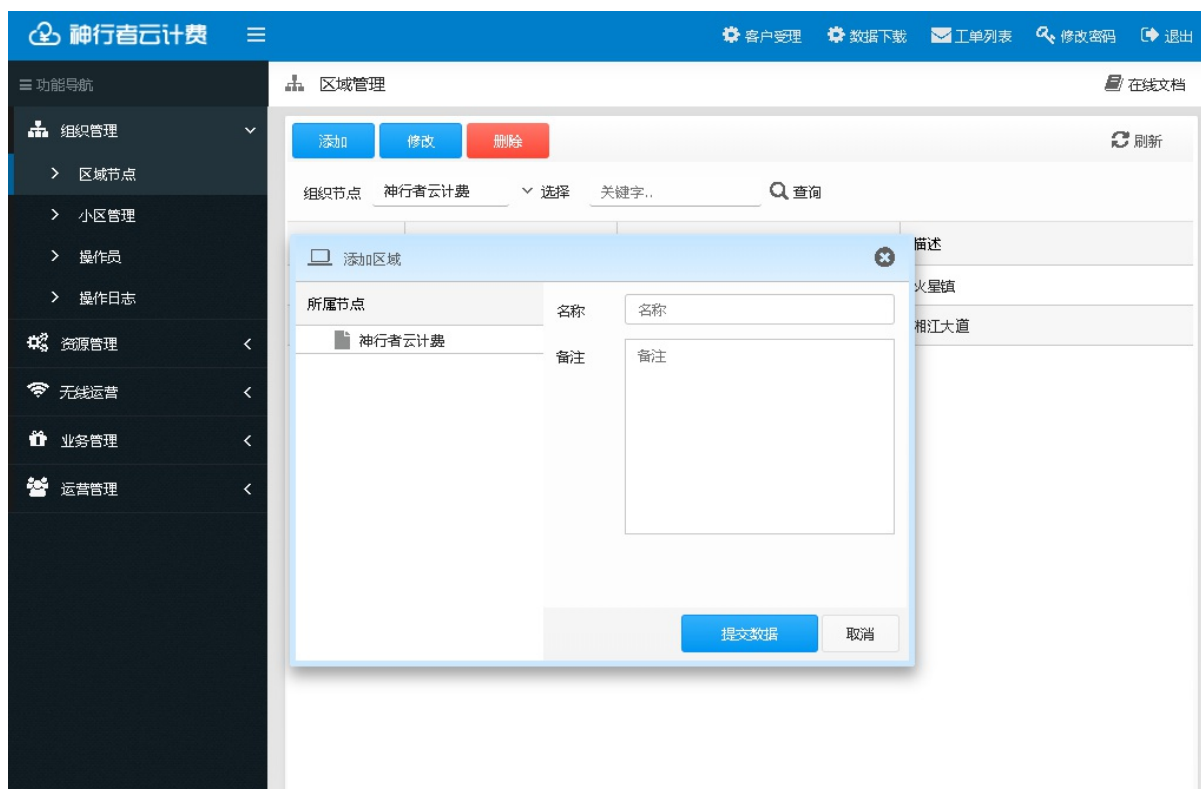 神行者云计费
客户受理 数据下载 工单列表 修改密码 退出
功能导航
区域管理 在线文档
组织管理
区域节点
小区管理
操作员
操作日志
资源管理
无线运营
业务管理
运营管理
添加 修改 删除 刷新
组织节点 神行者云计费 选择 关键字.. 查询
描述
火星镇
湘江大道
添加区域
所属节点
神行者云计费
名称 名称
备注 备注
提交数据 取消